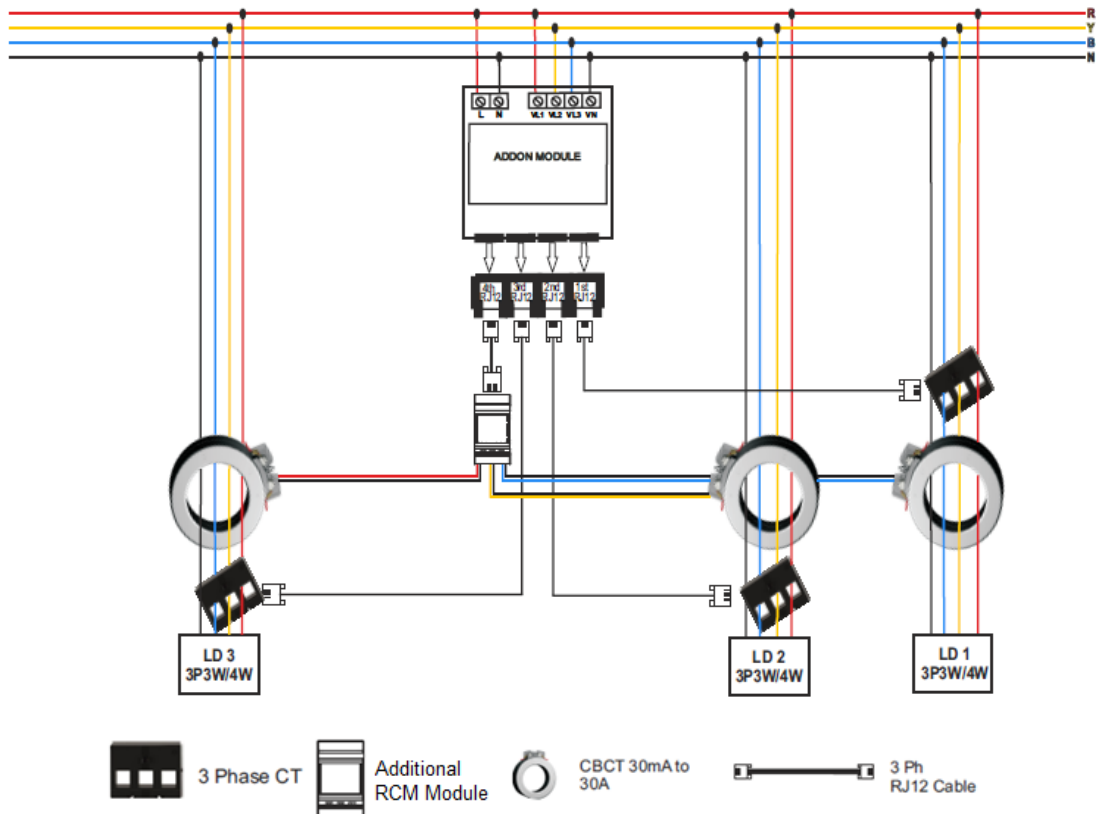 R
Y
B
N
L N VL1 VL2 VL3 VN
ADDON MODULE
4th 3rd 2nd 1st
RJ12 RJ12 RJ12 RJ12
LD 3
3P3W/4W
LD 2
3P3W/4W
LD 1
3P3W/4W
3 Phase CT
Additional
RCM Module
CBCT 30mA to
30A
3 Ph
RJ12 Cable